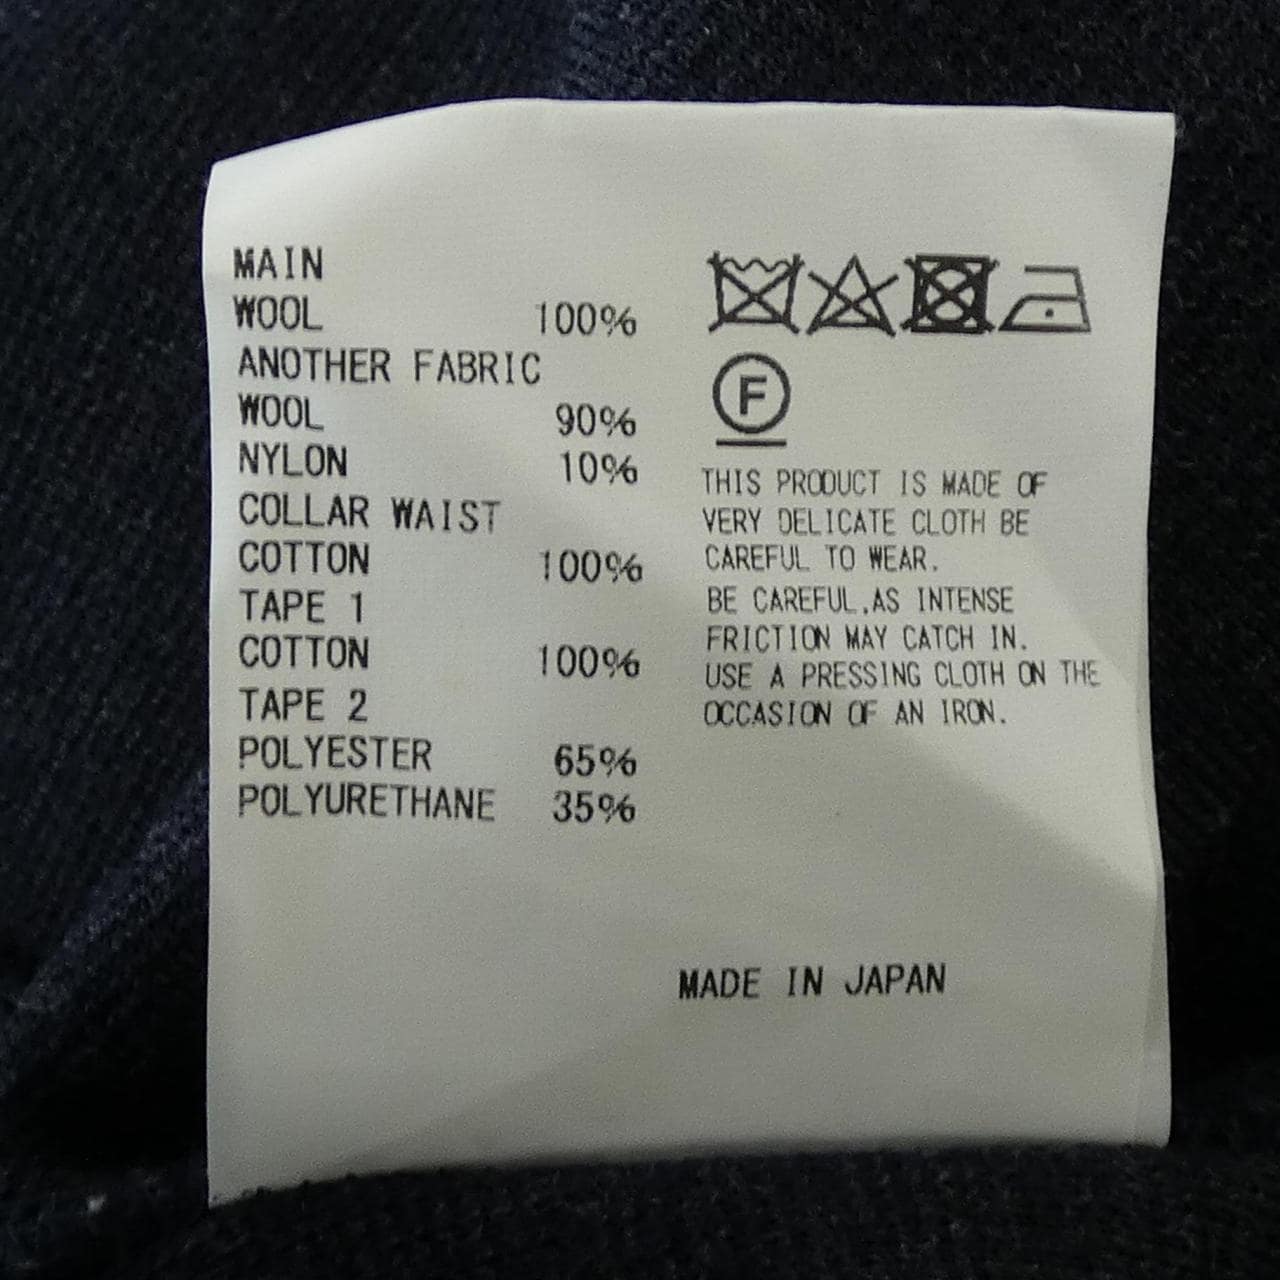 MAIN
WOOL 100%
ANOTHER FABRIC
WOOL 90%
NYLON 10%
COLLAR WAIST
COTTON 100%
TAPE 1
COTTON 100%
TAPE 2
POLYESTER 65%
POLYURETHANE 35%
F
THIS PRODUCT IS MADE OF
VERY DELICATE CLOTH BE
CAREFUL TO WEAR.
BE CAREFUL,AS INTENSE
FRICTION MAY CATCH IN.
USE A PRESSING CLOTH ON THE
OCCASION OF AN IRON.
MADE IN JAPAN